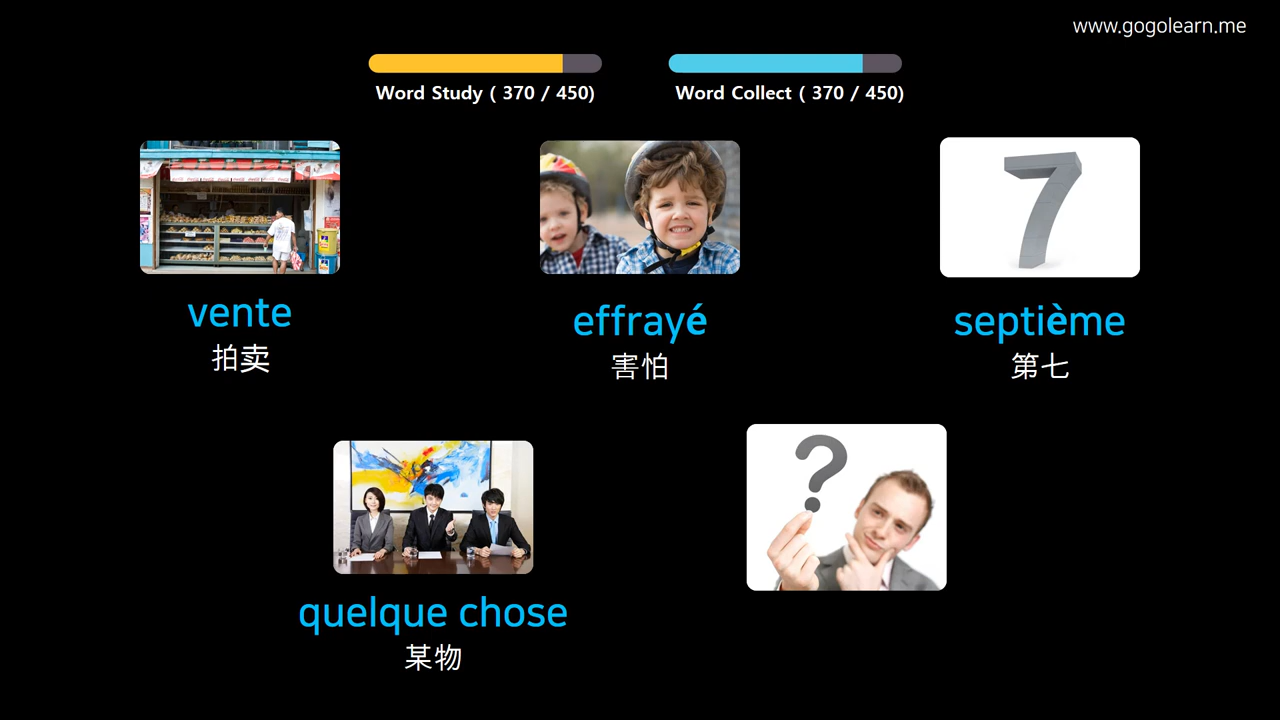 www.gogolearn.me
Word Study ( 370 / 450)
Word Collect ( 370 / 450)
vente
拍卖
effrayé
害怕
septième
第七
quelque chose
某物